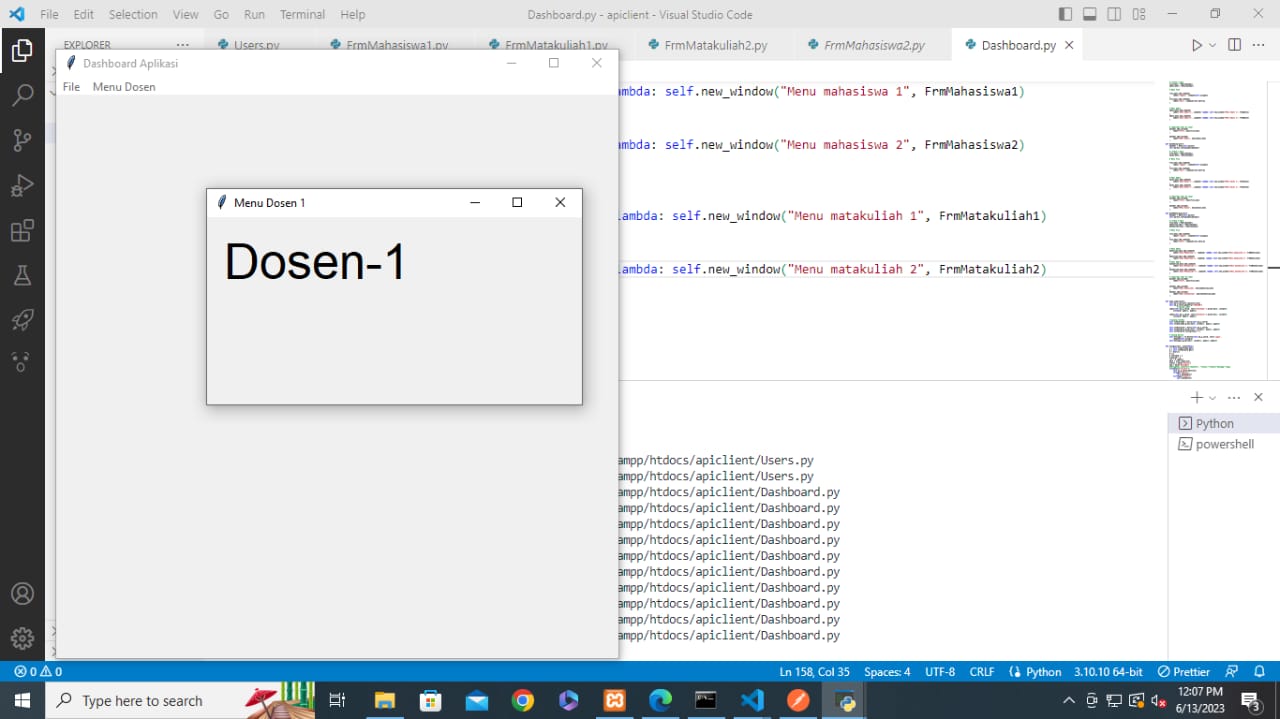 File Edit Selection View Go Run Terminal Help
Dashboard.py - apiclient - Visual Studio Code
EXPLORER
Users.py
FrmMahasiswa1.py
FrmMatakuliah1.py
FrmMatakuliah2.py
FrmMahasiswa2.py
Dashboard.py
Dashboard Aplikasi
File Menu Dosen
ambda: self.new_window("Menu mahasiswa 1", FrmMahasiswa1)
ambda: self.new_window("Menu mahasiswa 2", FrmMahasiswa2)
Menu Dosen 1
Dosen-1
lambda: self.new_window("Menu matakuliah 1", FrmMatakuliah1)
lambda: self.new_window("Menu matakuliah 2", FrmMatakuliah2)
Python
powershell
ampp/htdocs/apiclient/Users.py
ampp/htdocs/apiclient/Users.py
ampp/htdocs/apiclient/Dashboard.py
ampp/htdocs/apiclient/Dashboard.py
ampp/htdocs/apiclient/Dashboard.py
ampp/htdocs/apiclient/Dashboard.py
ampp/htdocs/apiclient/Dashboard.py
ampp/htdocs/apiclient/Dashboard.py
ampp/htdocs/apiclient/Dashboard.py
ampp/htdocs/apiclient/Dashboard.py
ampp/htdocs/apiclient/Dashboard.py
ampp/htdocs/apiclient/Dashboard.py
0 0
Ln 158, Col 35 Spaces: 4 UTF-8 CRLF Python 3.10.10 64-bit Prettier
Type here to search
12:07 PM
6/13/2023
3